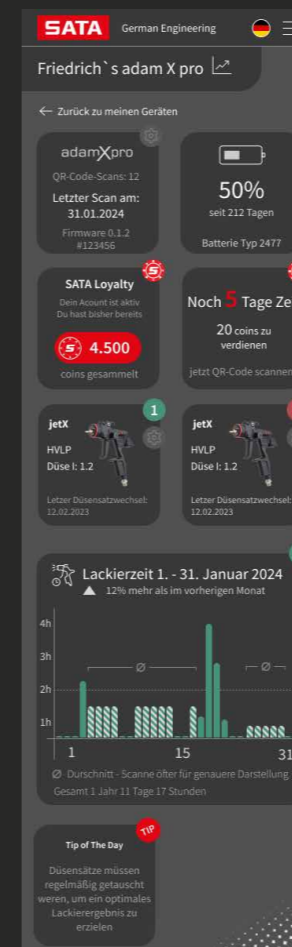 SATA German Engineering
Friedrich`s adam X pro
← Zurück zu meinen Geräten
adamXpro
QR-Code-Scans: 12
Letzter Scan am:
31.01.2024
Firmware 0.1.2
#123456
50%
seit 212 Tagen
Batterie Typ 2477
SATA Loyalty
Dein Acount ist aktiv
Du hast bisher bereits
S 4.500
coins gesammelt
Noch 5 Tage Ze
20 coins zu
verdienen
jetzt QR-Code scannen
1
jetX
HVLP
Düse I: 1.2
Letzer Düsensatzwechsel:
12.02.2023
jetX
HVLP
Düse I: 1.2
Letzer Düsensatzwechsel:
12.02.2023
Lackierzeit 1. - 31. Januar 2024
▲ 12% mehr als im vorherigen Monat
4h
3h
2h
1h
Ø
Ø
1 15 31
Ø Durschnitt - Scanne öfter für genauere Darstellung
Gesamt 1 Jahr 11 Tage 17 Stunden
TIP
Tip of The Day
Düsensätze müssen
regelmäßig getauscht
weren, um ein optimales
Lackierergebnis zu
erzielen